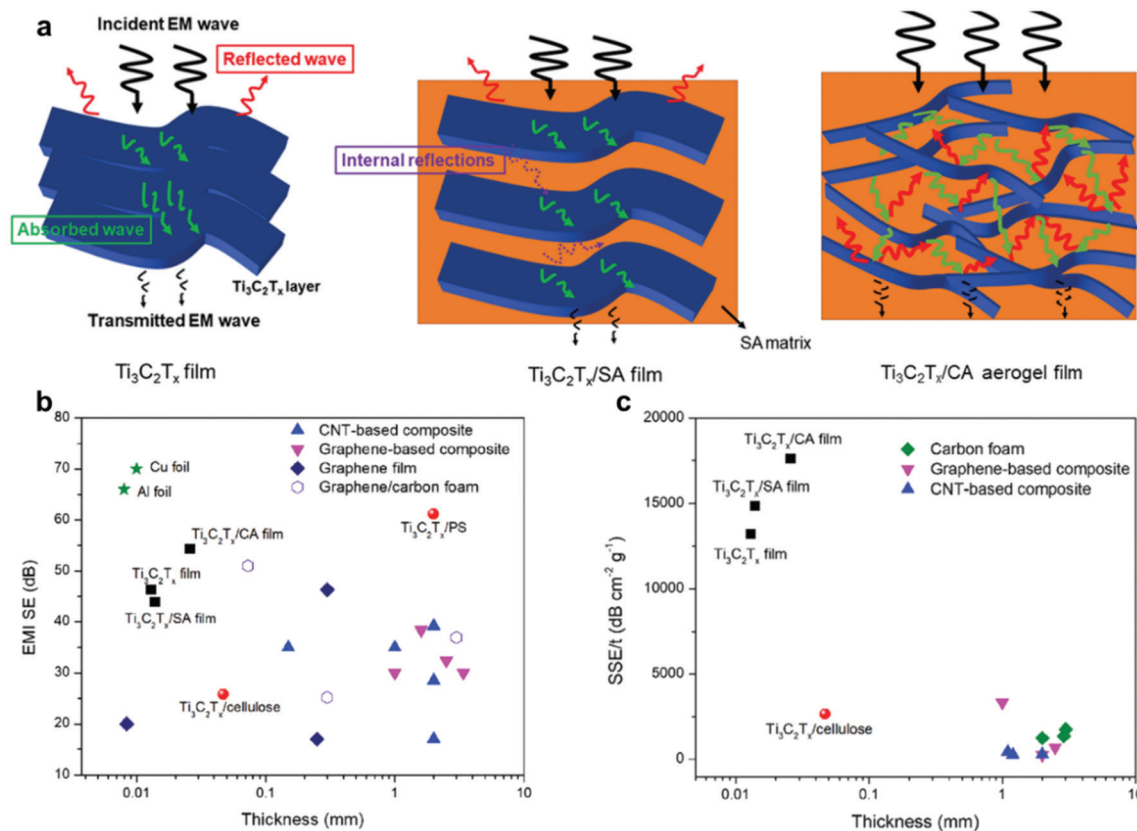 a
Incident EM wave
Reflected wave
Internal reflections
Absorbed wave
Ti₃C₂Tₓ layer
Transmitted EM wave
SA matrix
Ti₃C₂Tₓ film
Ti₃C₂Tₓ/SA film
Ti₃C₂Tₓ/CA aerogel film
b
80
70
60
50
40
30
20
10
EMI SE (dB)
CNT-based composite
Graphene-based composite
Graphene film
Graphene/carbon foam
Cu foil
Al foil
Ti₃C₂Tₓ/PS
Ti₃C₂Tₓ/CA film
Ti₃C₂Tₓ film
Ti₃C₂Tₓ/SA film
Ti₃C₂Tₓ/cellulose
0.01
0.1
1
10
Thickness (mm)
c
20000
15000
10000
5000
0
SSE/t (dB cm⁻² g⁻¹)
Ti₃C₂Tₓ/CA film
Carbon foam
Graphene-based composite
CNT-based composite
Ti₃C₂Tₓ/SA film
Ti₃C₂Tₓ film
Ti₃C₂Tₓ/cellulose
0.01
0.1
1
10
Thickness (mm)